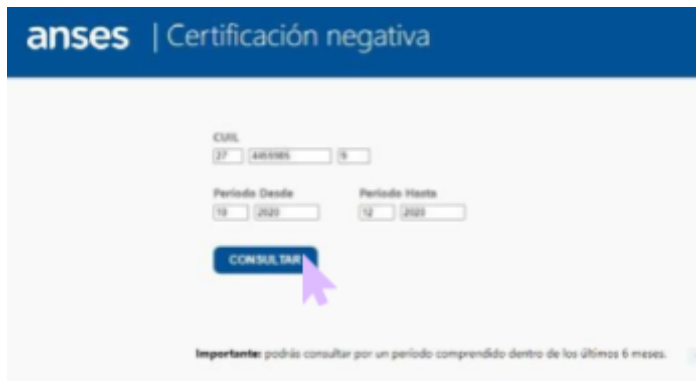 anses | Certificación negativa
CUIL
27 9
Periodo Desde Periodo Hasta
10 2020 12 2020
CONSULTAR
Importante: podrás consultar por un período comprendido dentro de los últimos 6 meses.